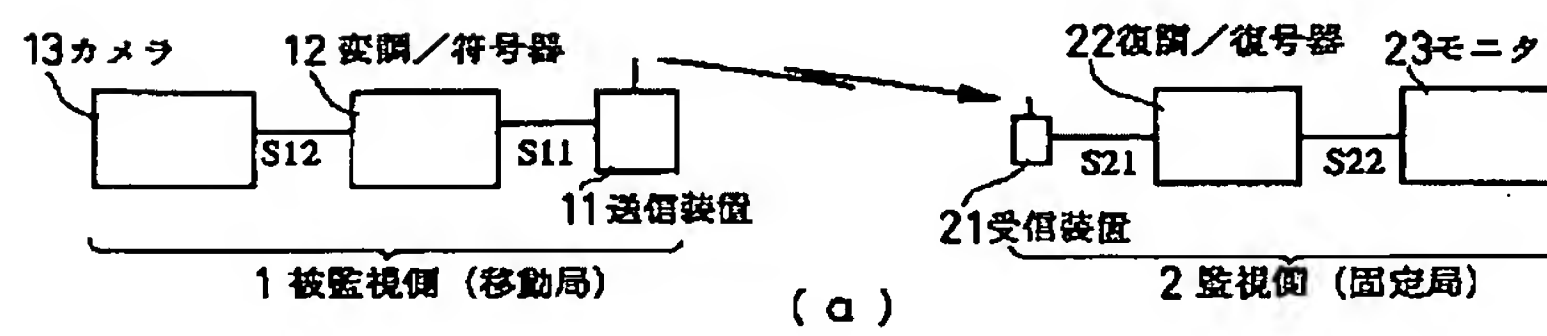 13カメラ
12変調／符号器
22復調／復号器
23モニタ
S12
S11
S21
S22
11送信装置
21受信装置
1 被監視側（移動局）
2 監視側（固定局）
(a)